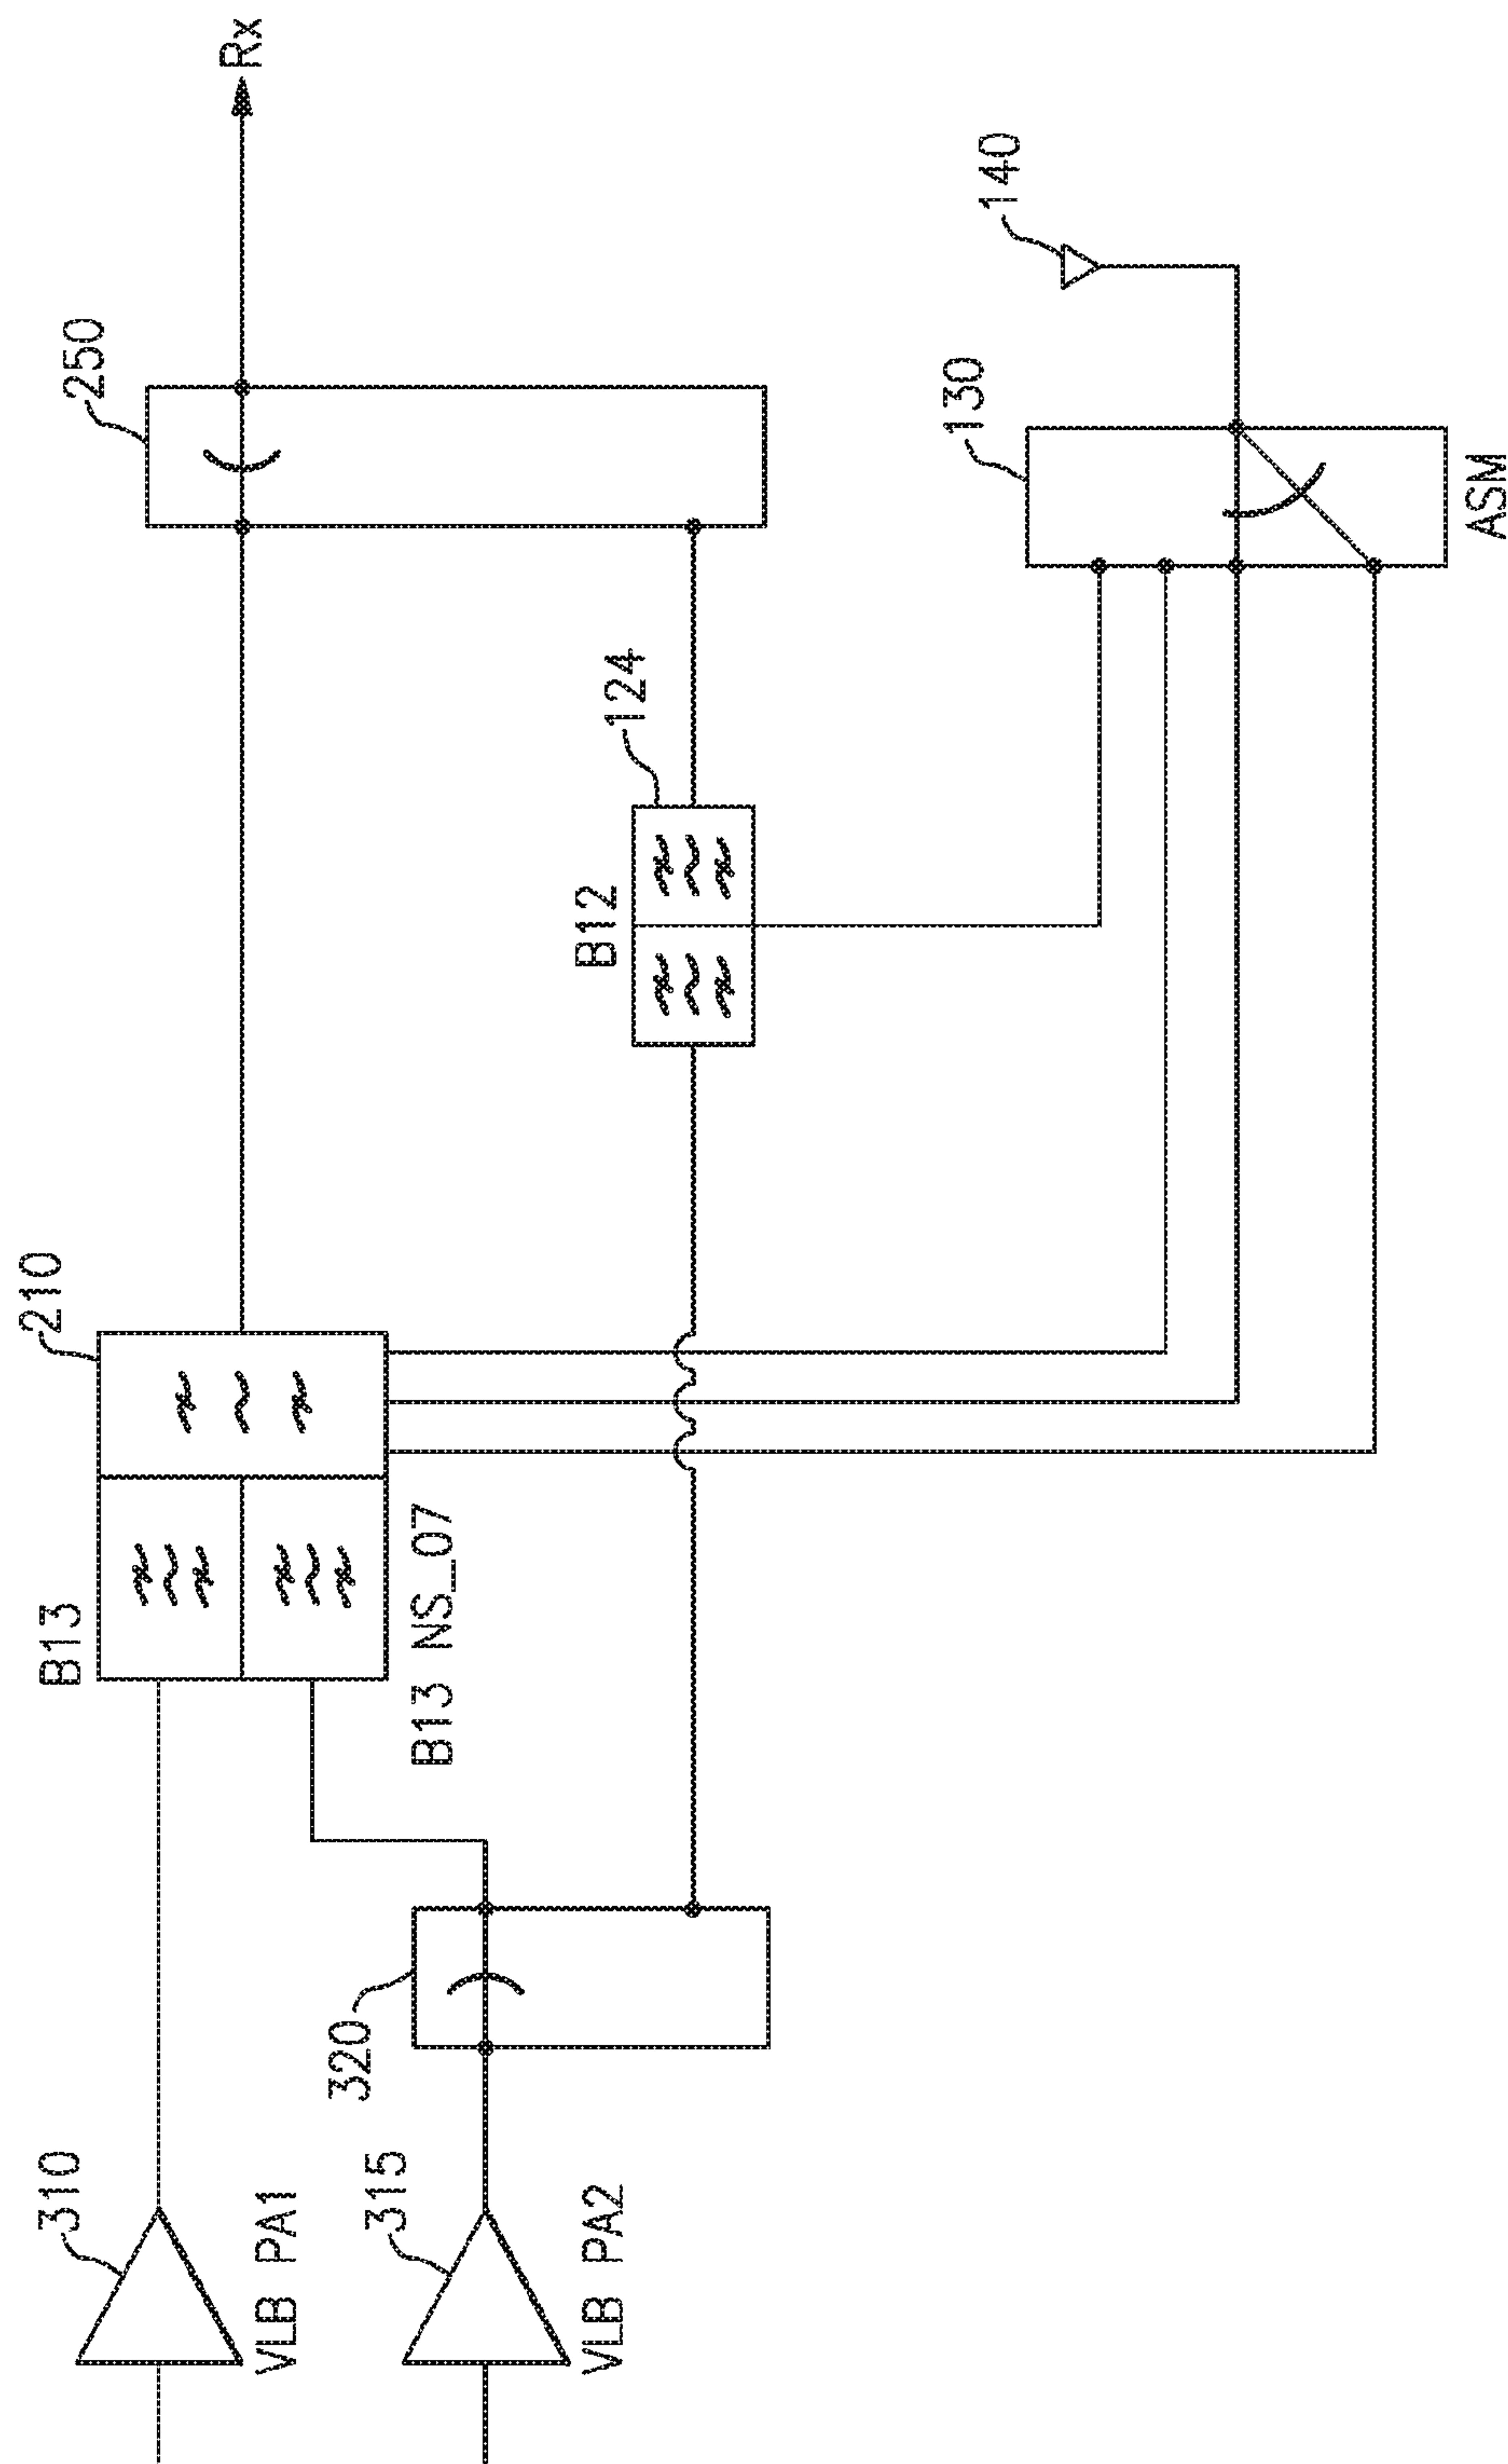 310
VLB PA1
315
VLB PA2
320
B13
210
B13 NS_07
B12
124
250
Rx
130
ASM
140